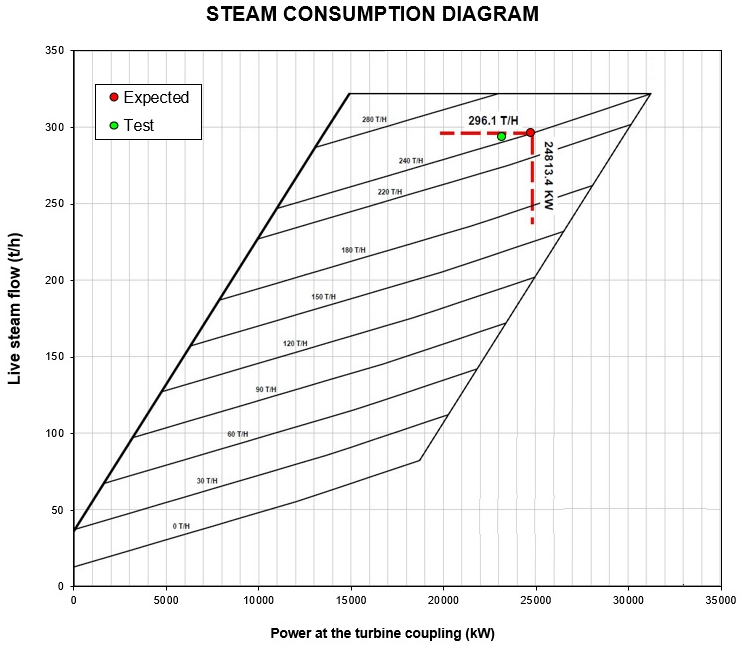 STEAM CONSUMPTION DIAGRAM
350
300
250
200
150
100
50
0
Live steam flow (t/h)
Expected
Test
280 T/H
296.1 T/H
24813.4 KW
240 T/H
220 T/H
180 T/H
150 T/H
120 T/H
90 T/H
60 T/H
30 T/H
0 T/H
0 5000 10000 15000 20000 25000 30000 35000
Power at the turbine coupling (kW)